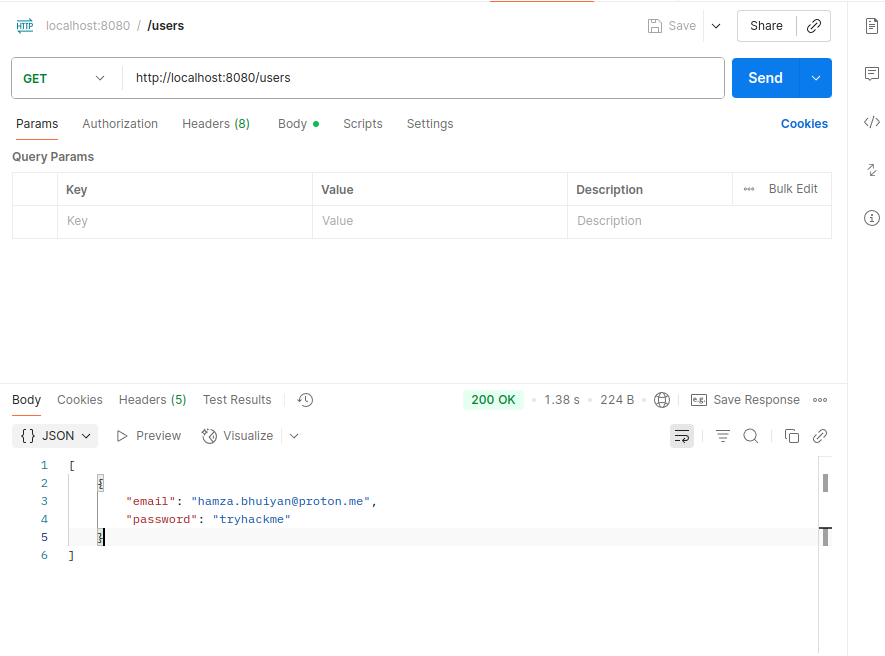 HTTP localhost:8080 / /users Save Share
GET http://localhost:8080/users Send
Params Authorization Headers (8) Body Scripts Settings Cookies
Query Params
Key Value Description Bulk Edit
Key Value Description
Body Cookies Headers (5) Test Results 200 OK 1.38 s 224 B e.g. Save Response
{} JSON Preview Visualize
1 [
2 {
3 "email": "hamza.bhuiyan@proton.me",
4 "password": "tryhackme"
5 }
6 ]